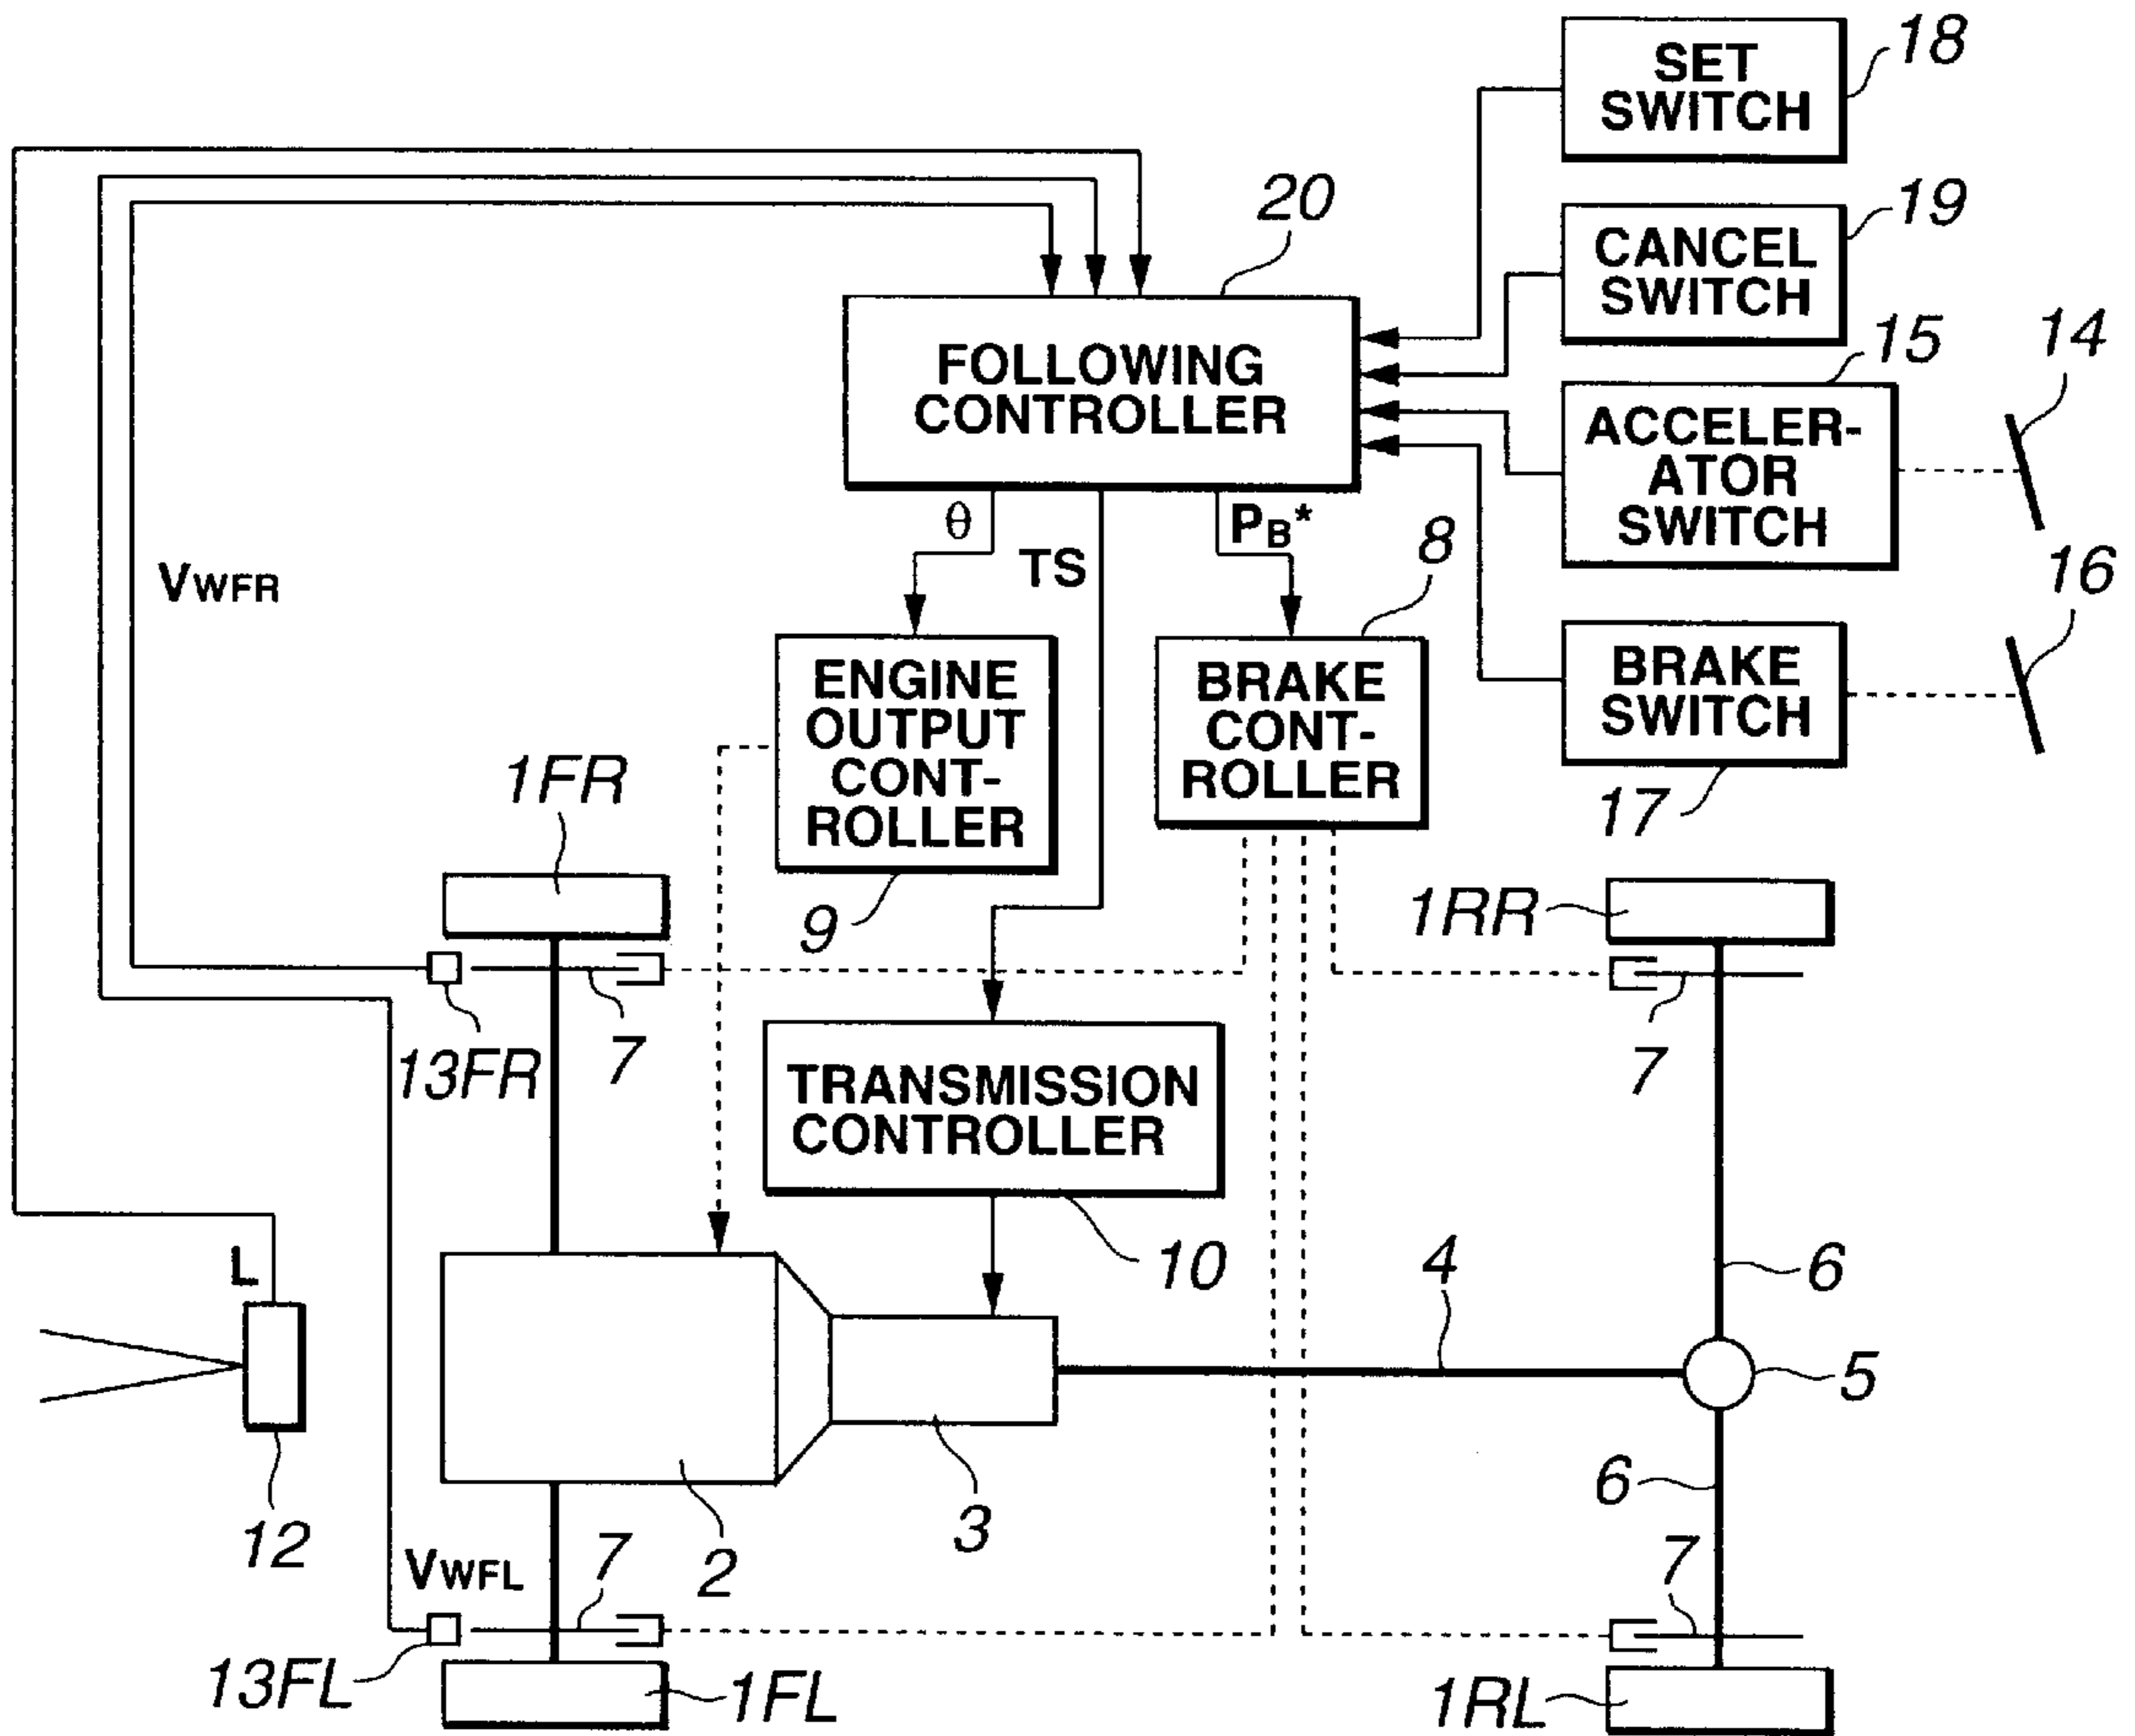 SET
SWITCH
18
CANCEL
SWITCH
19
20
FOLLOWING
CONTROLLER
15
14
ACCELER-
ATOR
SWITCH
θ
TS
PB*
8
16
VWFR
ENGINE
OUTPUT
CONT-
ROLLER
BRAKE
CONT-
ROLLER
BRAKE
SWITCH
17
1FR
9
1RR
13FR
7
7
TRANSMISSION
CONTROLLER
10
L
4
6
5
12
2
3
6
VWFL
7
7
13FL
1FL
1RL